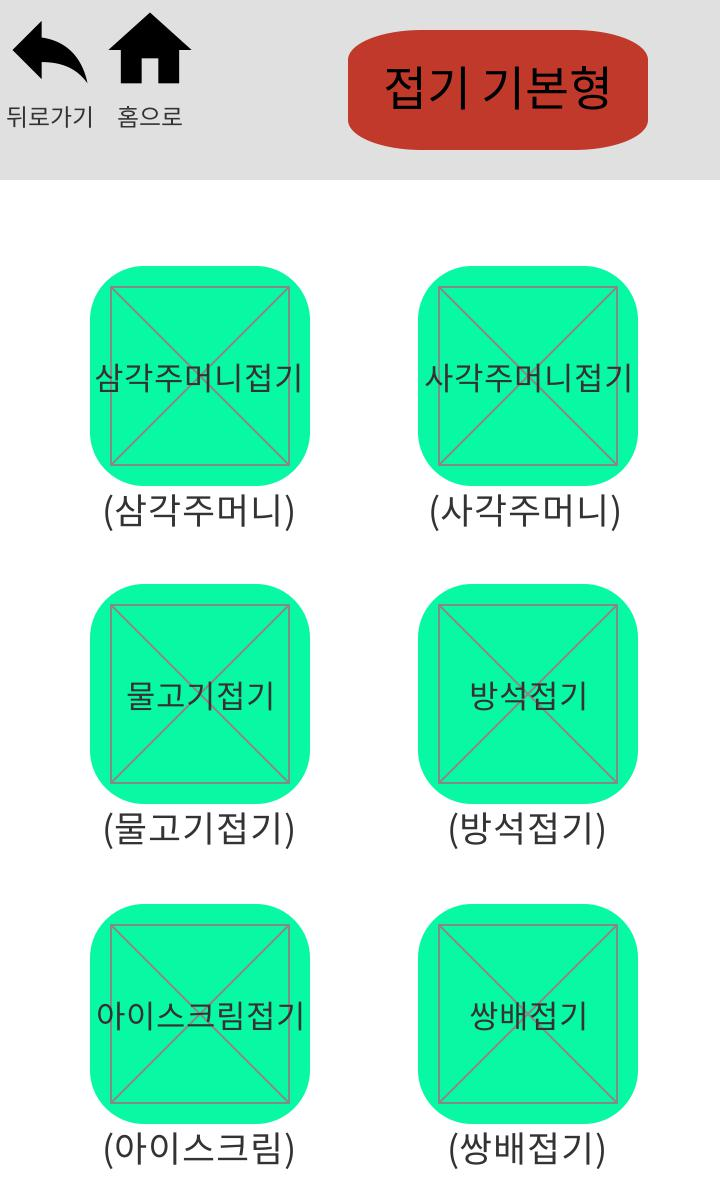 뒤로가기
홈으로
접기 기본형
삼각주머니접기
사각주머니접기
(삼각주머니)
(사각주머니)
물고기접기
방석접기
(물고기접기)
(방석접기)
아이스크림접기
쌍배접기
(아이스크림)
(쌍배접기)